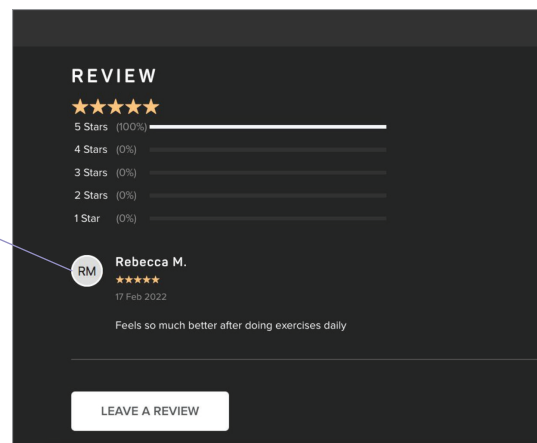 REVIEW
5 Stars (100%)
4 Stars (0%)
3 Stars (0%)
2 Stars (0%)
1 Star (0%)
RM
Rebecca M.
17 Feb 2022
Feels so much better after doing exercises daily
LEAVE A REVIEW